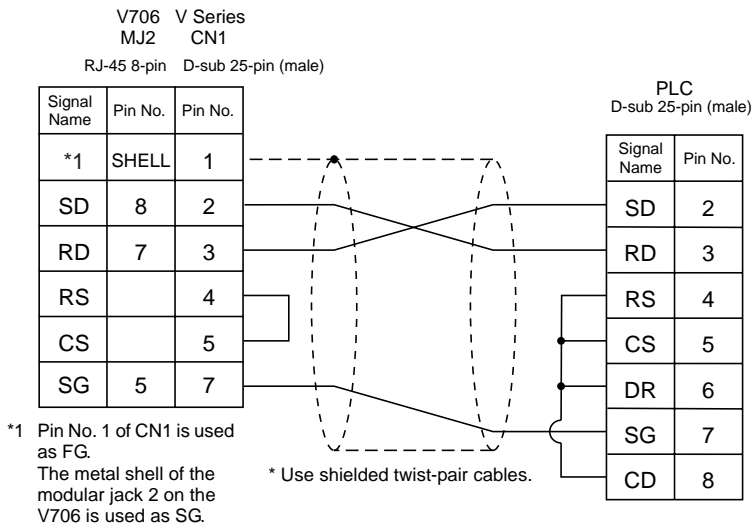 V706 V Series
MJ2 CN1
RJ-45 8-pin D-sub 25-pin (male)
Signal Name Pin No. Pin No.
*1 SHELL 1
SD 8 2
RD 7 3
RS 4
CS 5
SG 5 7
*1 Pin No. 1 of CN1 is used
as FG.
The metal shell of the
modular jack 2 on the
V706 is used as SG.
* Use shielded twist-pair cables.
PLC
D-sub 25-pin (male)
Signal Name Pin No.
SD 2
RD 3
RS 4
CS 5
DR 6
SG 7
CD 8